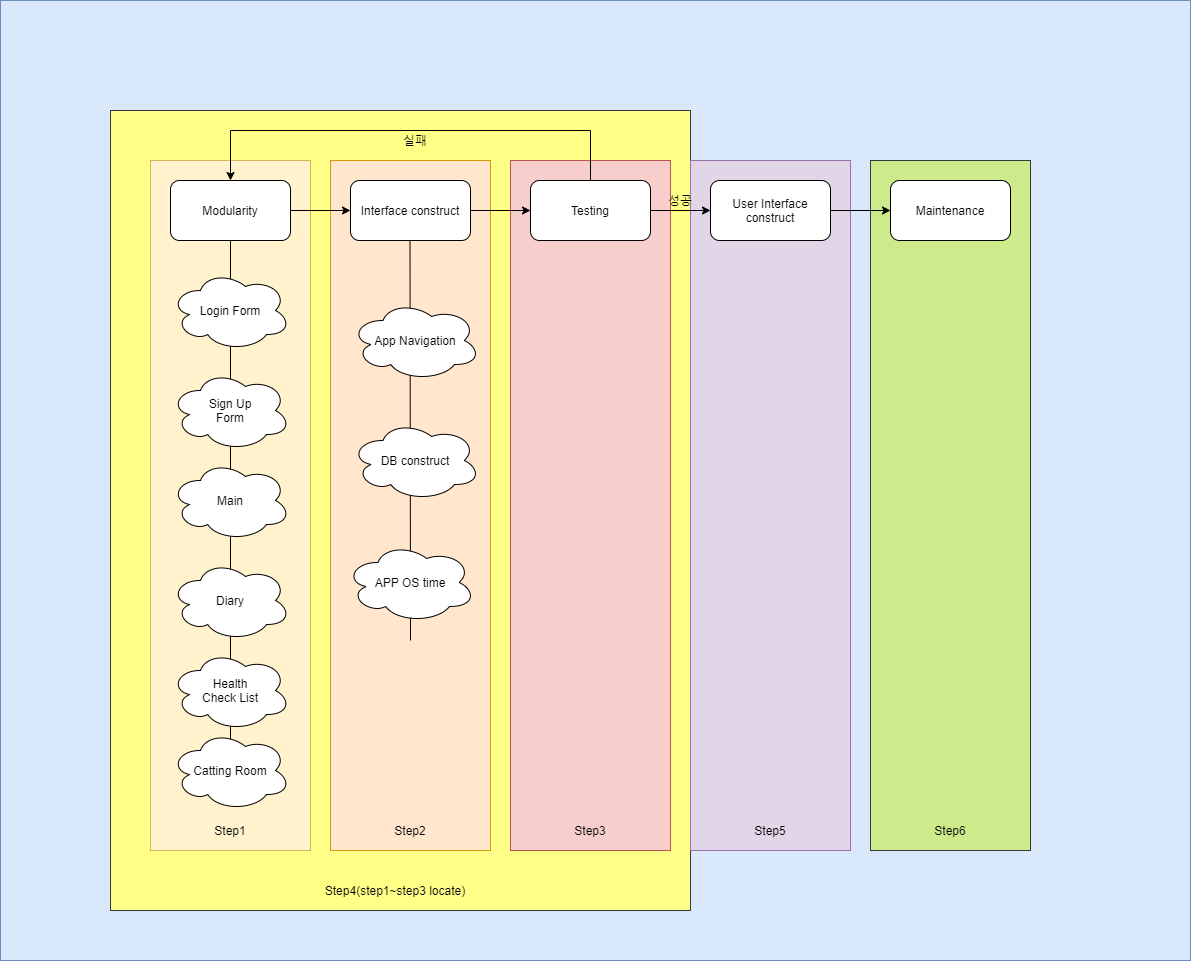 실패
성공
Modularity
Interface construct
Testing
User Interface
construct
Maintenance
Login Form
App Navigation
Sign Up
Form
DB construct
Main
APP OS time
Diary
Health
Check List
Catting Room
Step1
Step2
Step3
Step5
Step6
Step4(step1~step3 locate)